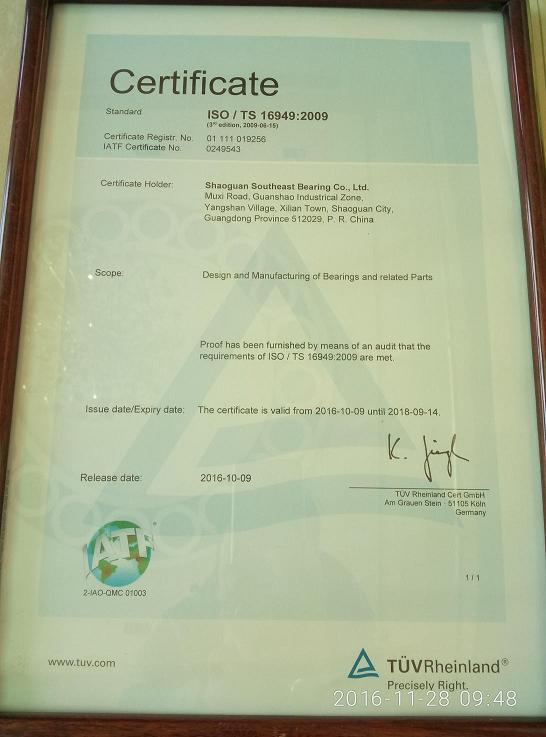 Certificate
Standard ISO / TS 16949:2009
(3rd edition, 2009-06-15)
Certificate Registr. No. 01 111 019256
IATF Certificate No. 0249543
Certificate Holder: Shaoguan Southeast Bearing Co., Ltd.
Muxi Road, Guanshao Industrical Zone,
Yangshan Village, Xilian Town, Shaoguan City,
Guangdong Province 512029, P. R. China
Scope: Design and Manufacturing of Bearings and related Parts
Proof has been furnished by means of an audit that the
requirements of ISO / TS 16949:2009 are met.
Issue date/Expiry date: The certificate is valid from 2016-10-09 until 2018-09-14.
Release date: 2016-10-09
TÜV Rheinland Cert GmbH
Am Grauen Stein · 51105 Köln
Germany
IATF
2-IAO-QMC 01003
1 / 1
www.tuv.com
TÜVRheinland®
Precisely Right.
2016-11-28 09:48